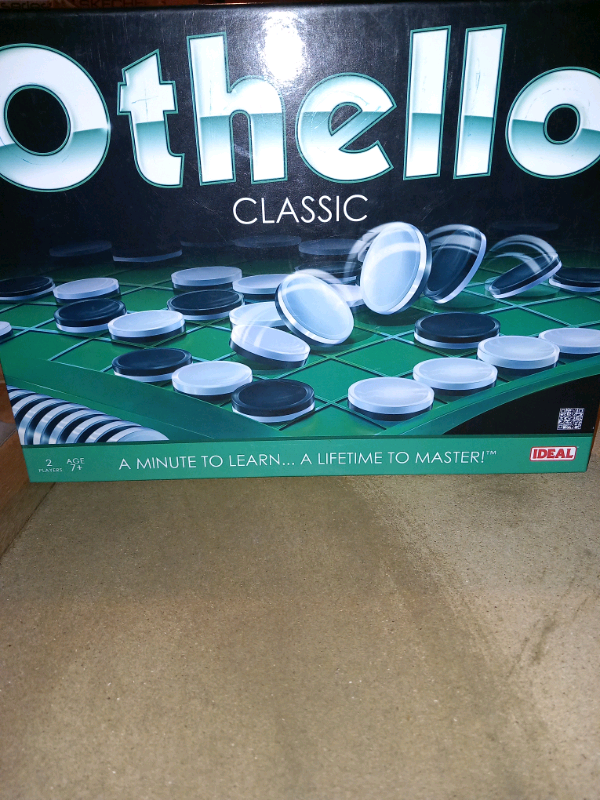 Othello
CLASSIC
2 PLAYERS
AGE 7+
A MINUTE TO LEARN... A LIFETIME TO MASTER!™
IDEAL